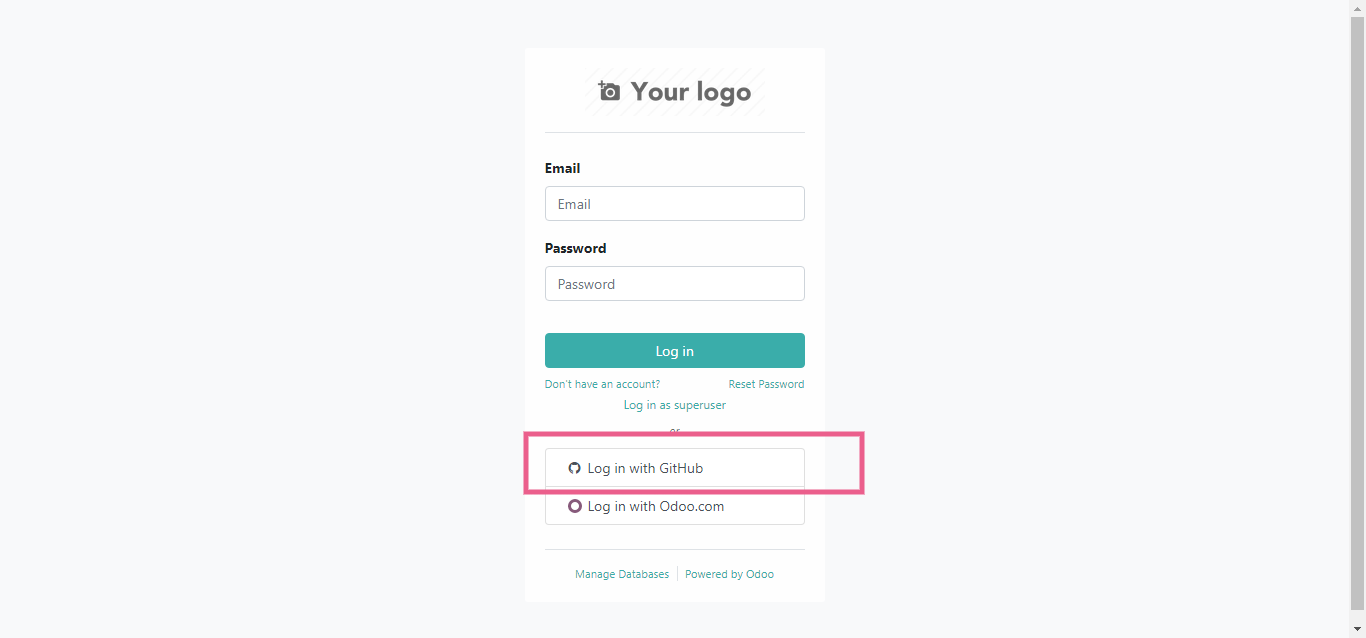 Your logo
Email
Email
Password
Password
Log in
Don't have an account? Reset Password
Log in as superuser
or
Log in with GitHub
Log in with Odoo.com
Manage Databases Powered by Odoo